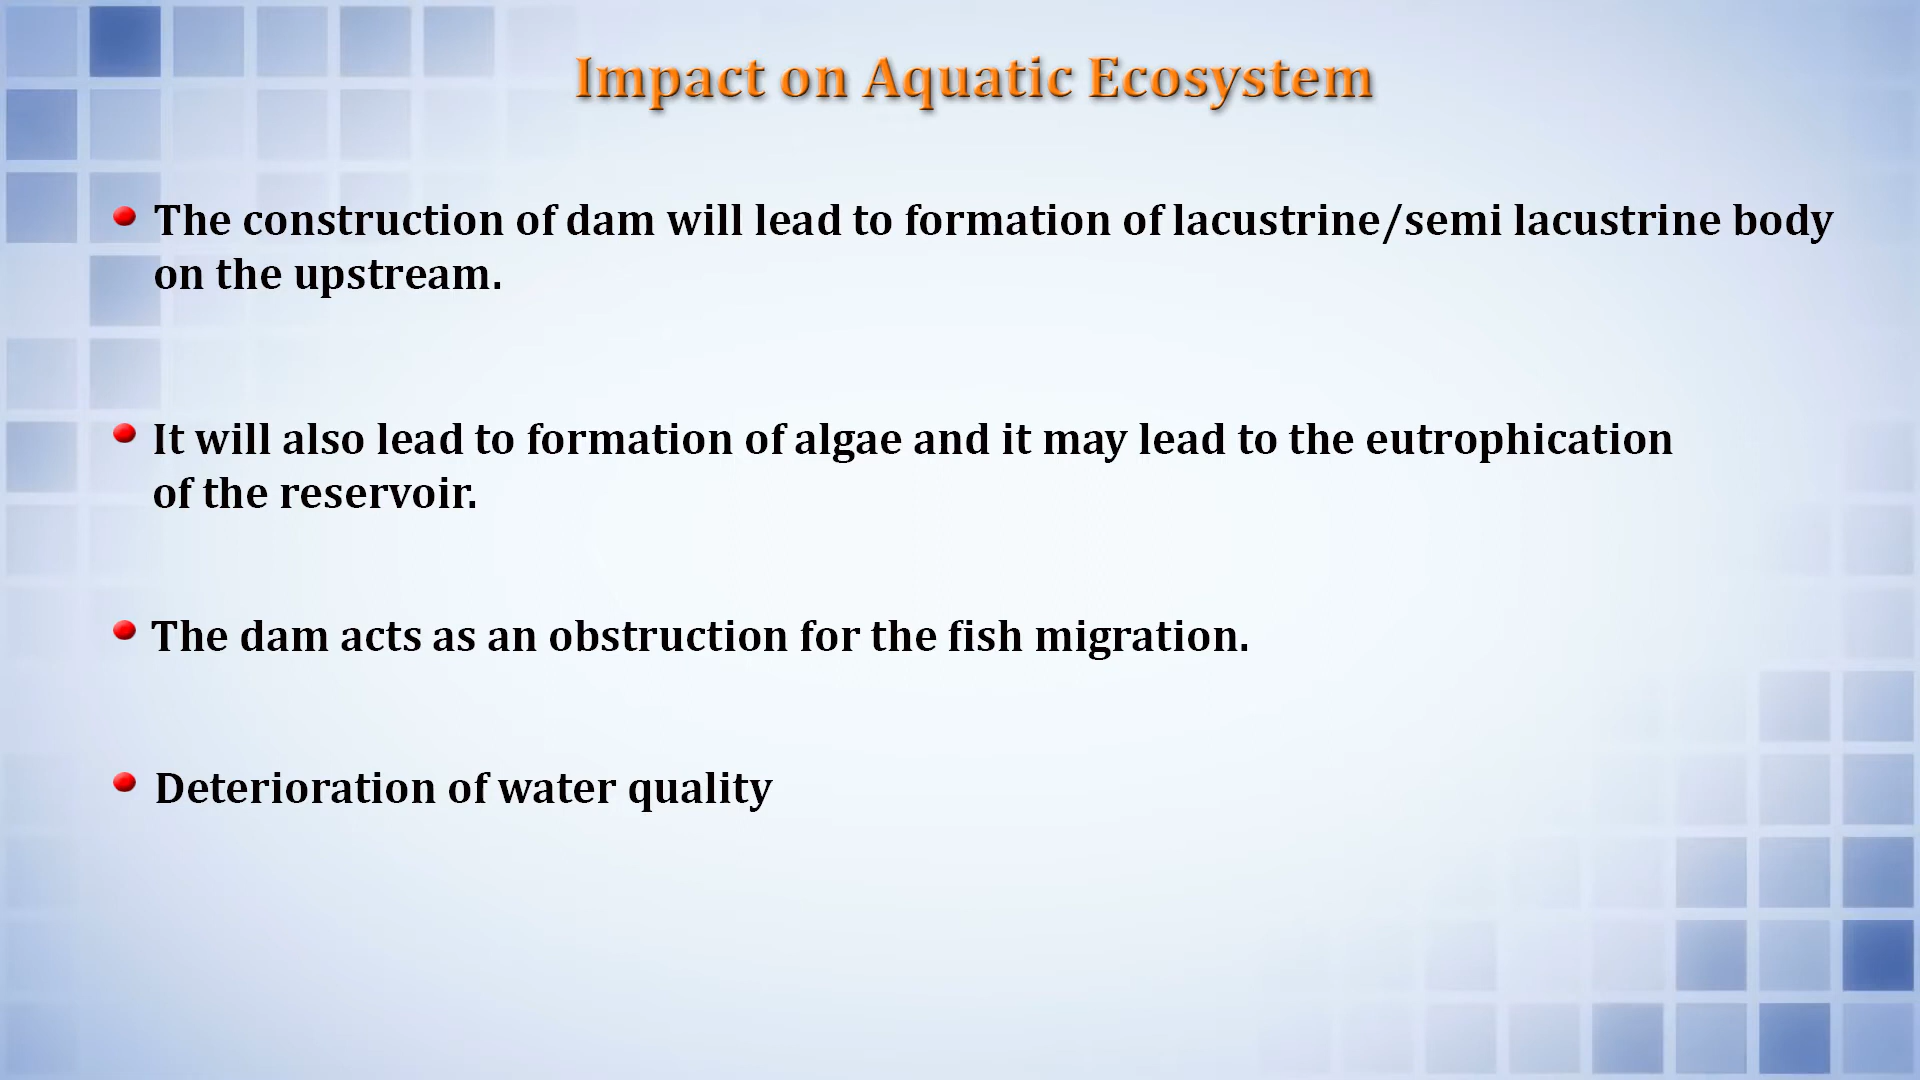 Impact on Aquatic Ecosystem
The construction of dam will lead to formation of lacustrine/semi lacustrine body
on the upstream.
It will also lead to formation of algae and it may lead to the eutrophication
of the reservoir.
The dam acts as an obstruction for the fish migration.
Deterioration of water quality